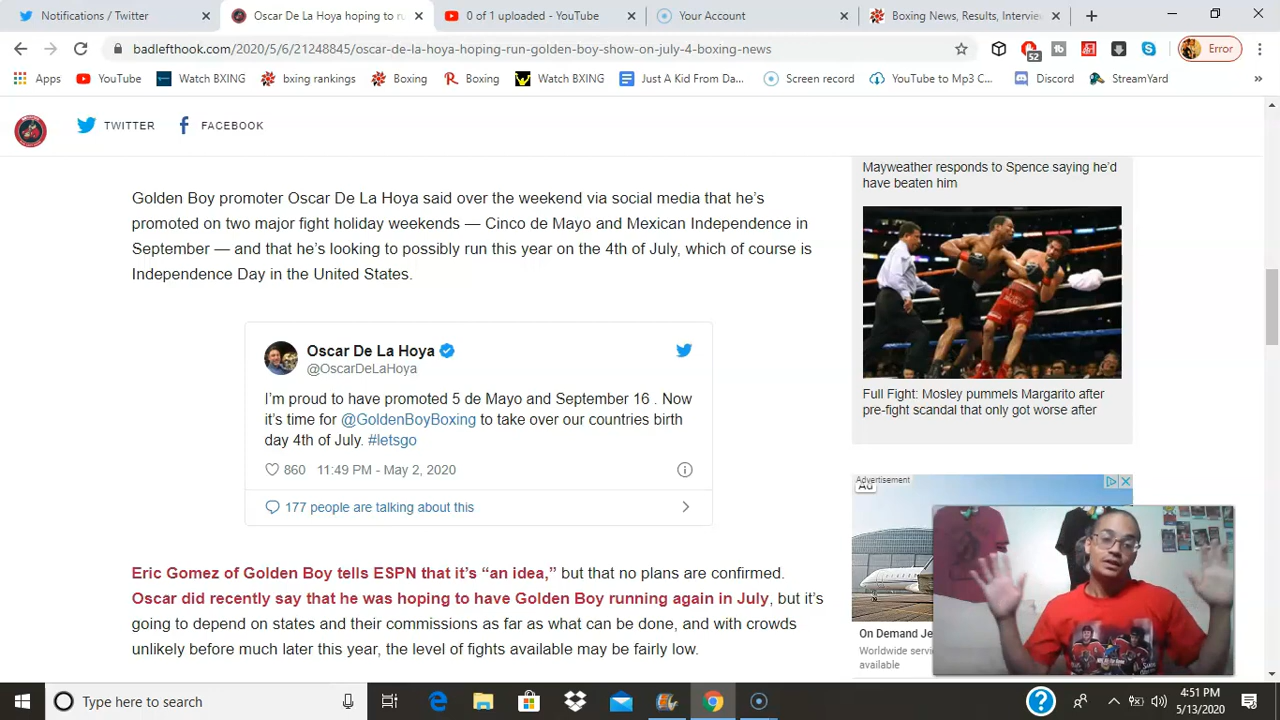 Notifications / Twitter
Oscar De La Hoya hoping to ru
0 of 1 uploaded - YouTube
Your Account
Boxing News, Results, Interview
badlefthook.com/2020/5/6/21248845/oscar-de-la-hoya-hoping-run-golden-boy-show-on-july-4-boxing-news
52
Error
Apps
YouTube
Watch BXING
bxing rankings
Boxing
Boxing
Watch BXING
Just A Kid From Da...
Screen record
YouTube to Mp3 C...
Discord
StreamYard
»
TWITTER
FACEBOOK
Golden Boy promoter Oscar De La Hoya said over the weekend via social media that he’s
promoted on two major fight holiday weekends — Cinco de Mayo and Mexican Independence in
September — and that he’s looking to possibly run this year on the 4th of July, which of course is
Independence Day in the United States.
Oscar De La Hoya
@OscarDeLaHoya
I’m proud to have promoted 5 de Mayo and September 16 . Now
it’s time for @GoldenBoyBoxing to take over our countries birth
day 4th of July. #letsgo
860 11:49 PM - May 2, 2020
177 people are talking about this
Eric Gomez of Golden Boy tells ESPN that it’s “an idea,” but that no plans are confirmed.
Oscar did recently say that he was hoping to have Golden Boy running again in July, but it’s
going to depend on states and their commissions as far as what can be done, and with crowds
unlikely before much later this year, the level of fights available may be fairly low.
Mayweather responds to Spence saying he’d
have beaten him
Full Fight: Mosley pummels Margarito after
pre-fight scandal that only got worse after
Advertisement
Ad
On Demand Je
Worldwide servi
available
Type here to search
4:51 PM
5/13/2020